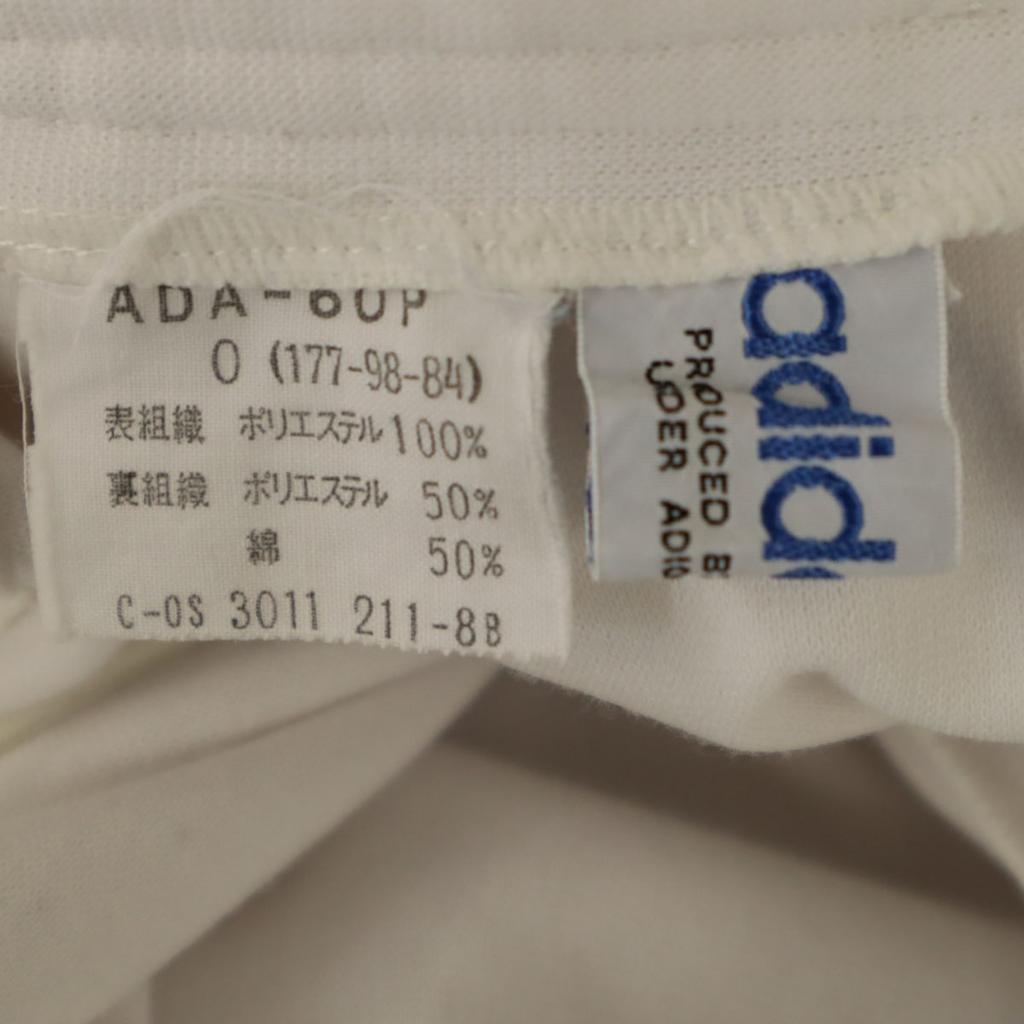 ADA-60P
O (177-98-84)
表組織 ポリエステル100%
裏組織 ポリエステル 50%
綿 50%
C-OS 3011 211-8B
adid
PRODUCED B
UDER ADI